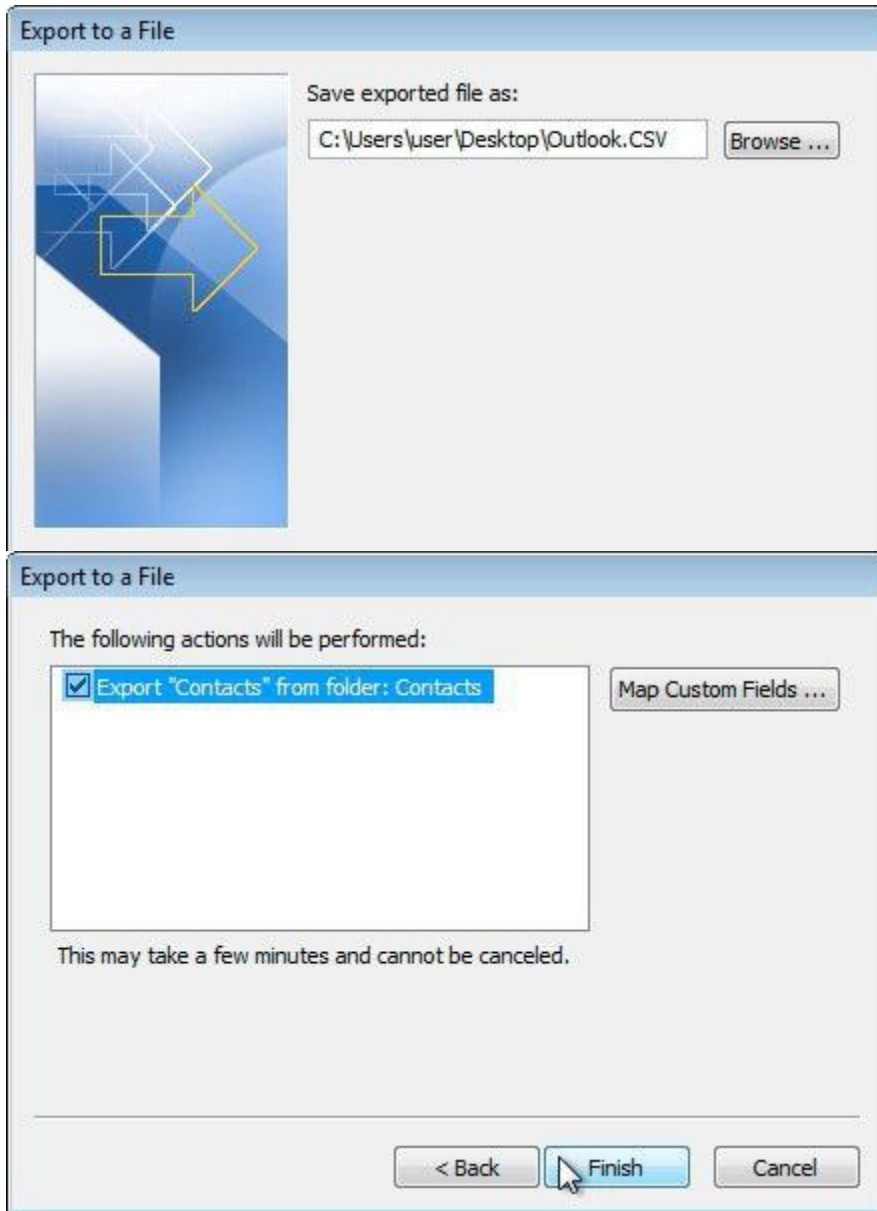 Export to a File
Save exported file as:
C:\Users\user\Desktop\Outlook.CSV
Browse ...
Export to a File
The following actions will be performed:
Export "Contacts" from folder: Contacts
Map Custom Fields ...
This may take a few minutes and cannot be canceled.
< Back
Finish
Cancel